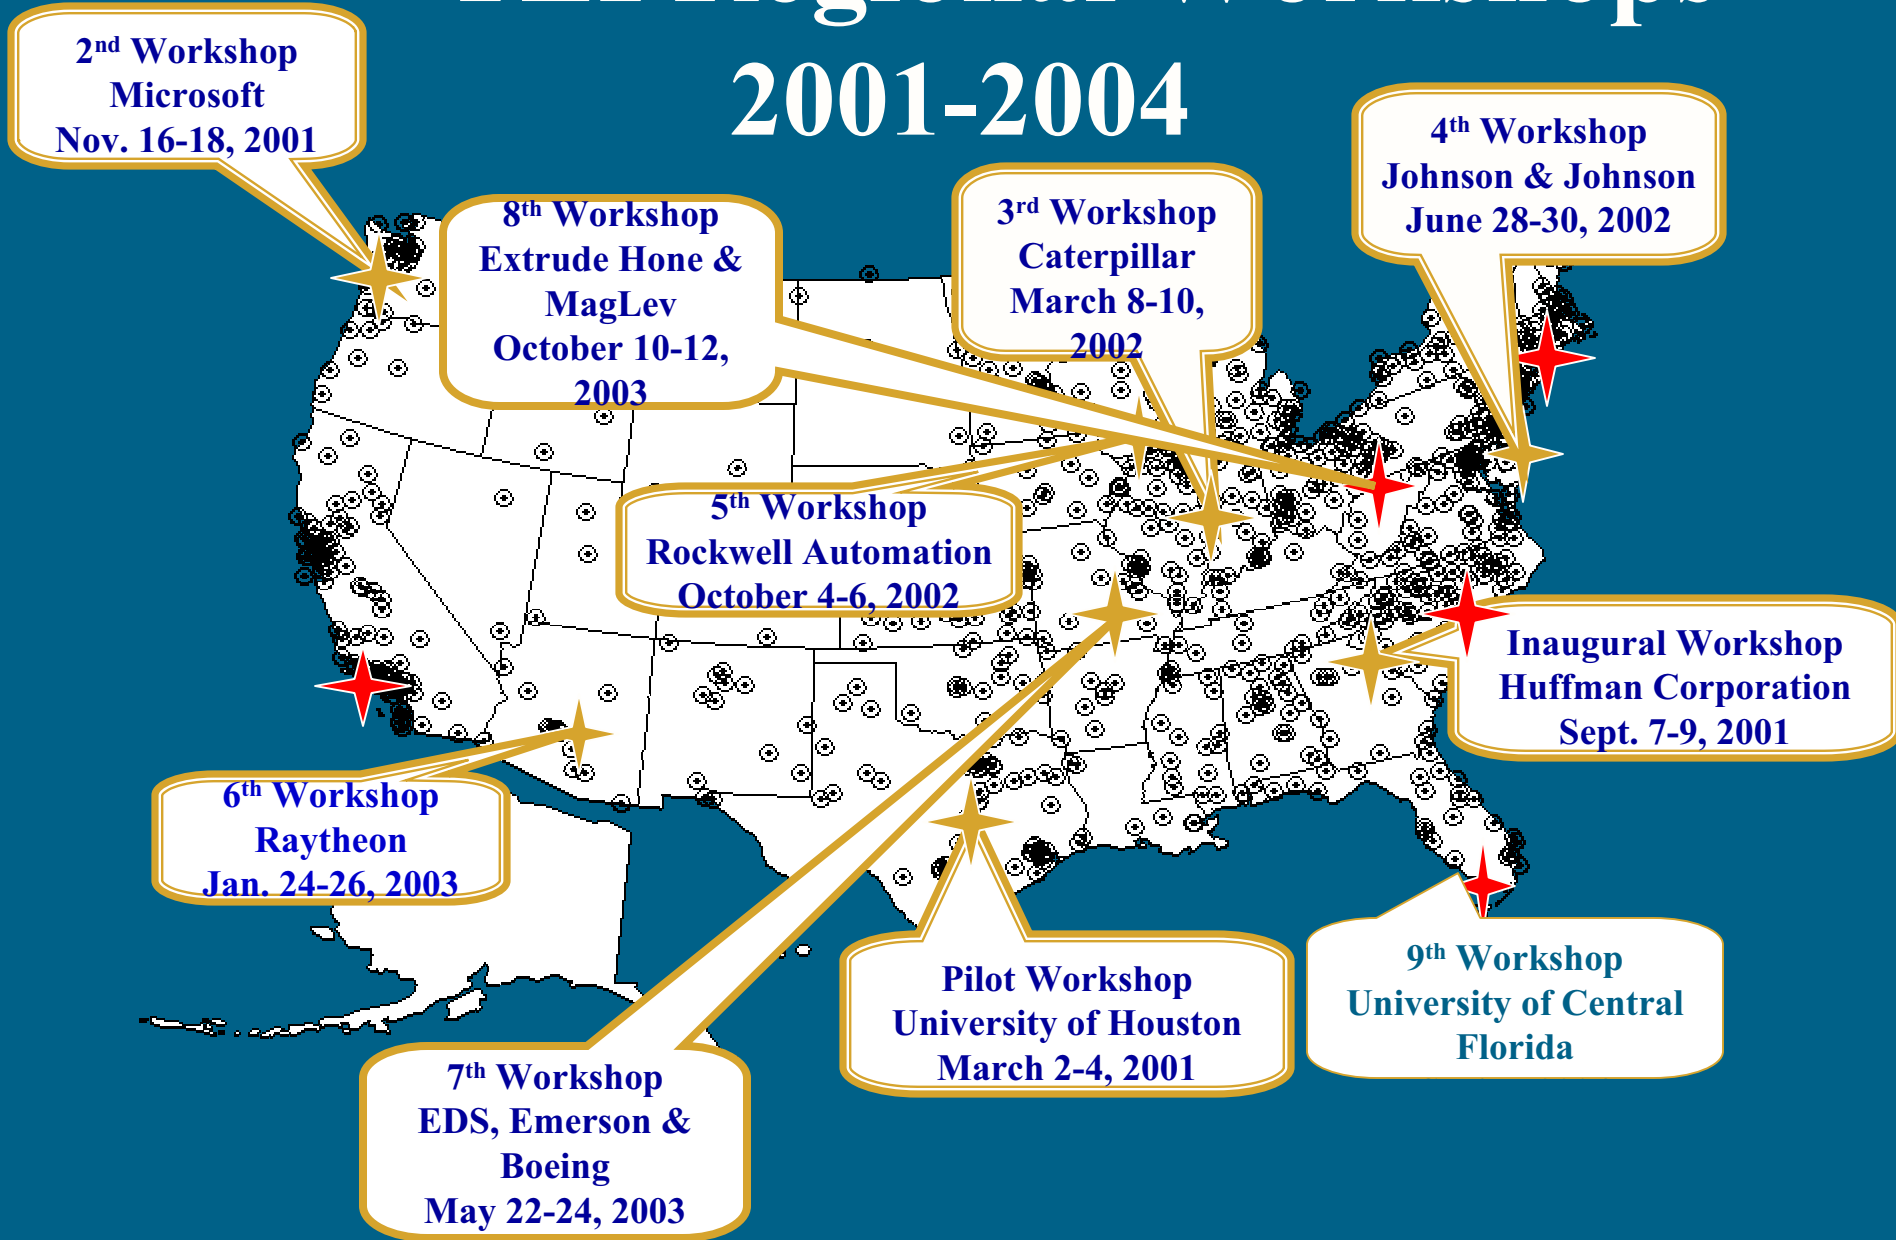 Regional Workshops
2001-2004
2nd Workshop
Microsoft
Nov. 16-18, 2001
8th Workshop
Extrude Hone &
MagLev
October 10-12,
2003
3rd Workshop
Caterpillar
March 8-10,
2002
4th Workshop
Johnson & Johnson
June 28-30, 2002
5th Workshop
Rockwell Automation
October 4-6, 2002
Inaugural Workshop
Huffman Corporation
Sept. 7-9, 2001
6th Workshop
Raytheon
Jan. 24-26, 2003
Pilot Workshop
University of Houston
March 2-4, 2001
9th Workshop
University of Central
Florida
7th Workshop
EDS, Emerson &
Boeing
May 22-24, 2003